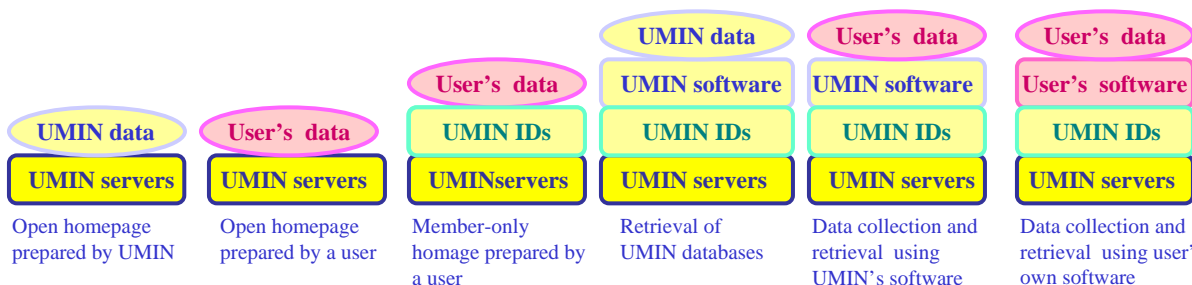 UMIN data
UMIN servers
Open homepage
prepared by UMIN
User's data
UMIN servers
Open homepage
prepared by a user
User's data
UMIN IDs
UMINservers
Member-only
homage prepared by
a user
UMIN data
UMIN software
UMIN IDs
UMIN servers
Retrieval of
UMIN databases
User's data
UMIN software
UMIN IDs
UMIN servers
Data collection and
retrieval using
UMIN's software
User's data
User's software
UMIN IDs
UMIN servers
Data collection and
retrieval using user'
own software